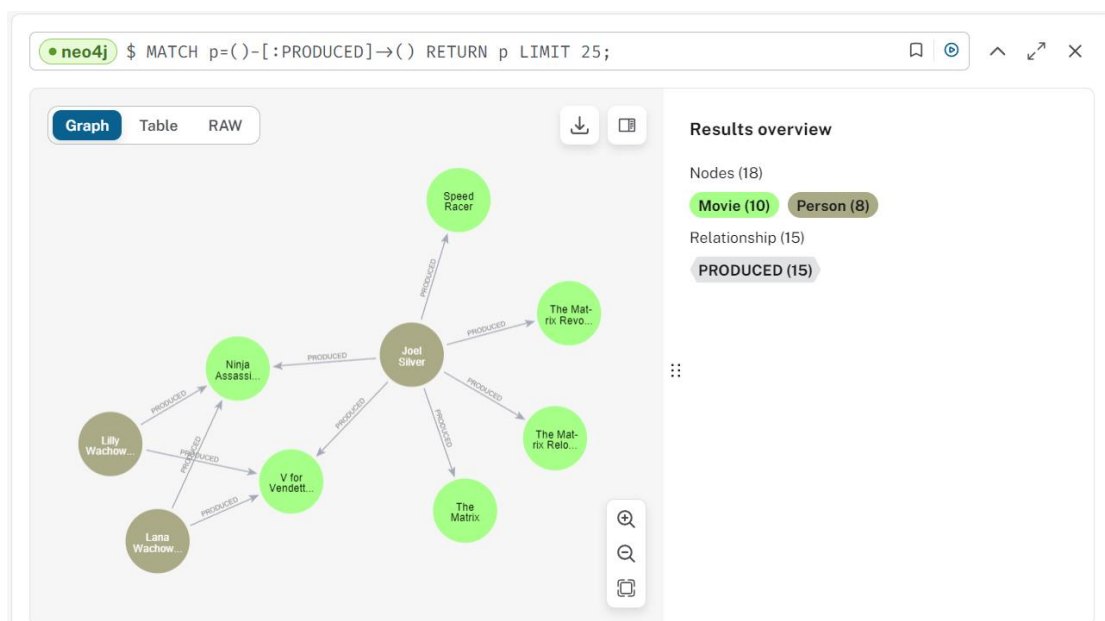 neo4j $ MATCH p=()-[:PRODUCED]→() RETURN p LIMIT 25;
Graph Table RAW
Results overview
Nodes (18)
Movie (10) Person (8)
Relationship (15)
PRODUCED (15)
Speed
Racer
PRODUCED
The Mat-
rix Revo...
PRODUCED
Joel
Silver
PRODUCED
Ninja
Assassi...
PRODUCED
PRODUCED
PRODUCED
Lilly
Wachow...
PRODUCED
PRODUCED
The Mat-
rix Relo...
PRODUCED
V for
Vendett...
PRODUCED
The
Matrix
PRODUCED
Lana
Wachow...